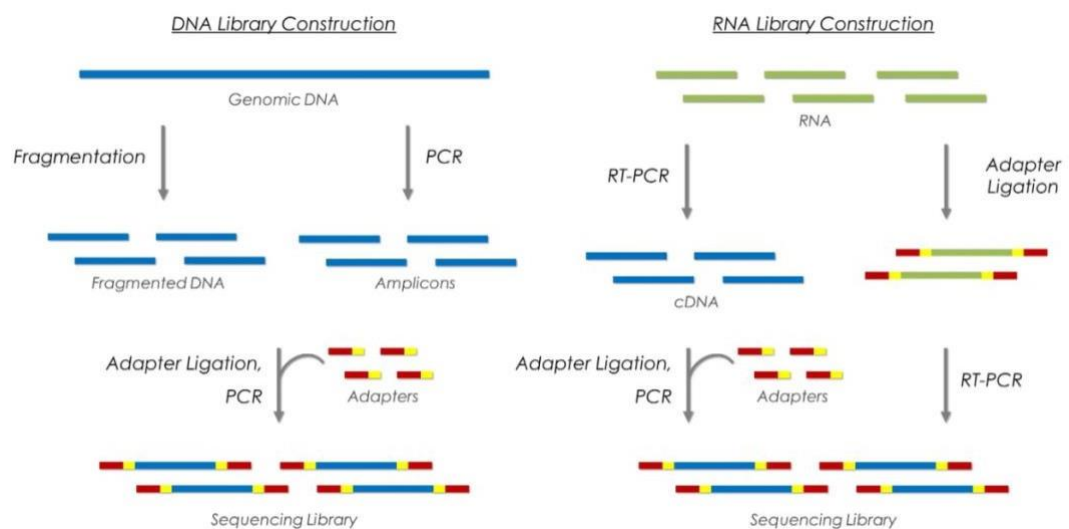 DNA Library Construction
Genomic DNA
Fragmentation
PCR
Fragmented DNA
Amplicons
Adapter Ligation,
PCR
Adapters
Sequencing Library
RNA Library Construction
RNA
RT-PCR
Adapter
Ligation
cDNA
Adapter Ligation,
PCR
Adapters
RT-PCR
Sequencing Library